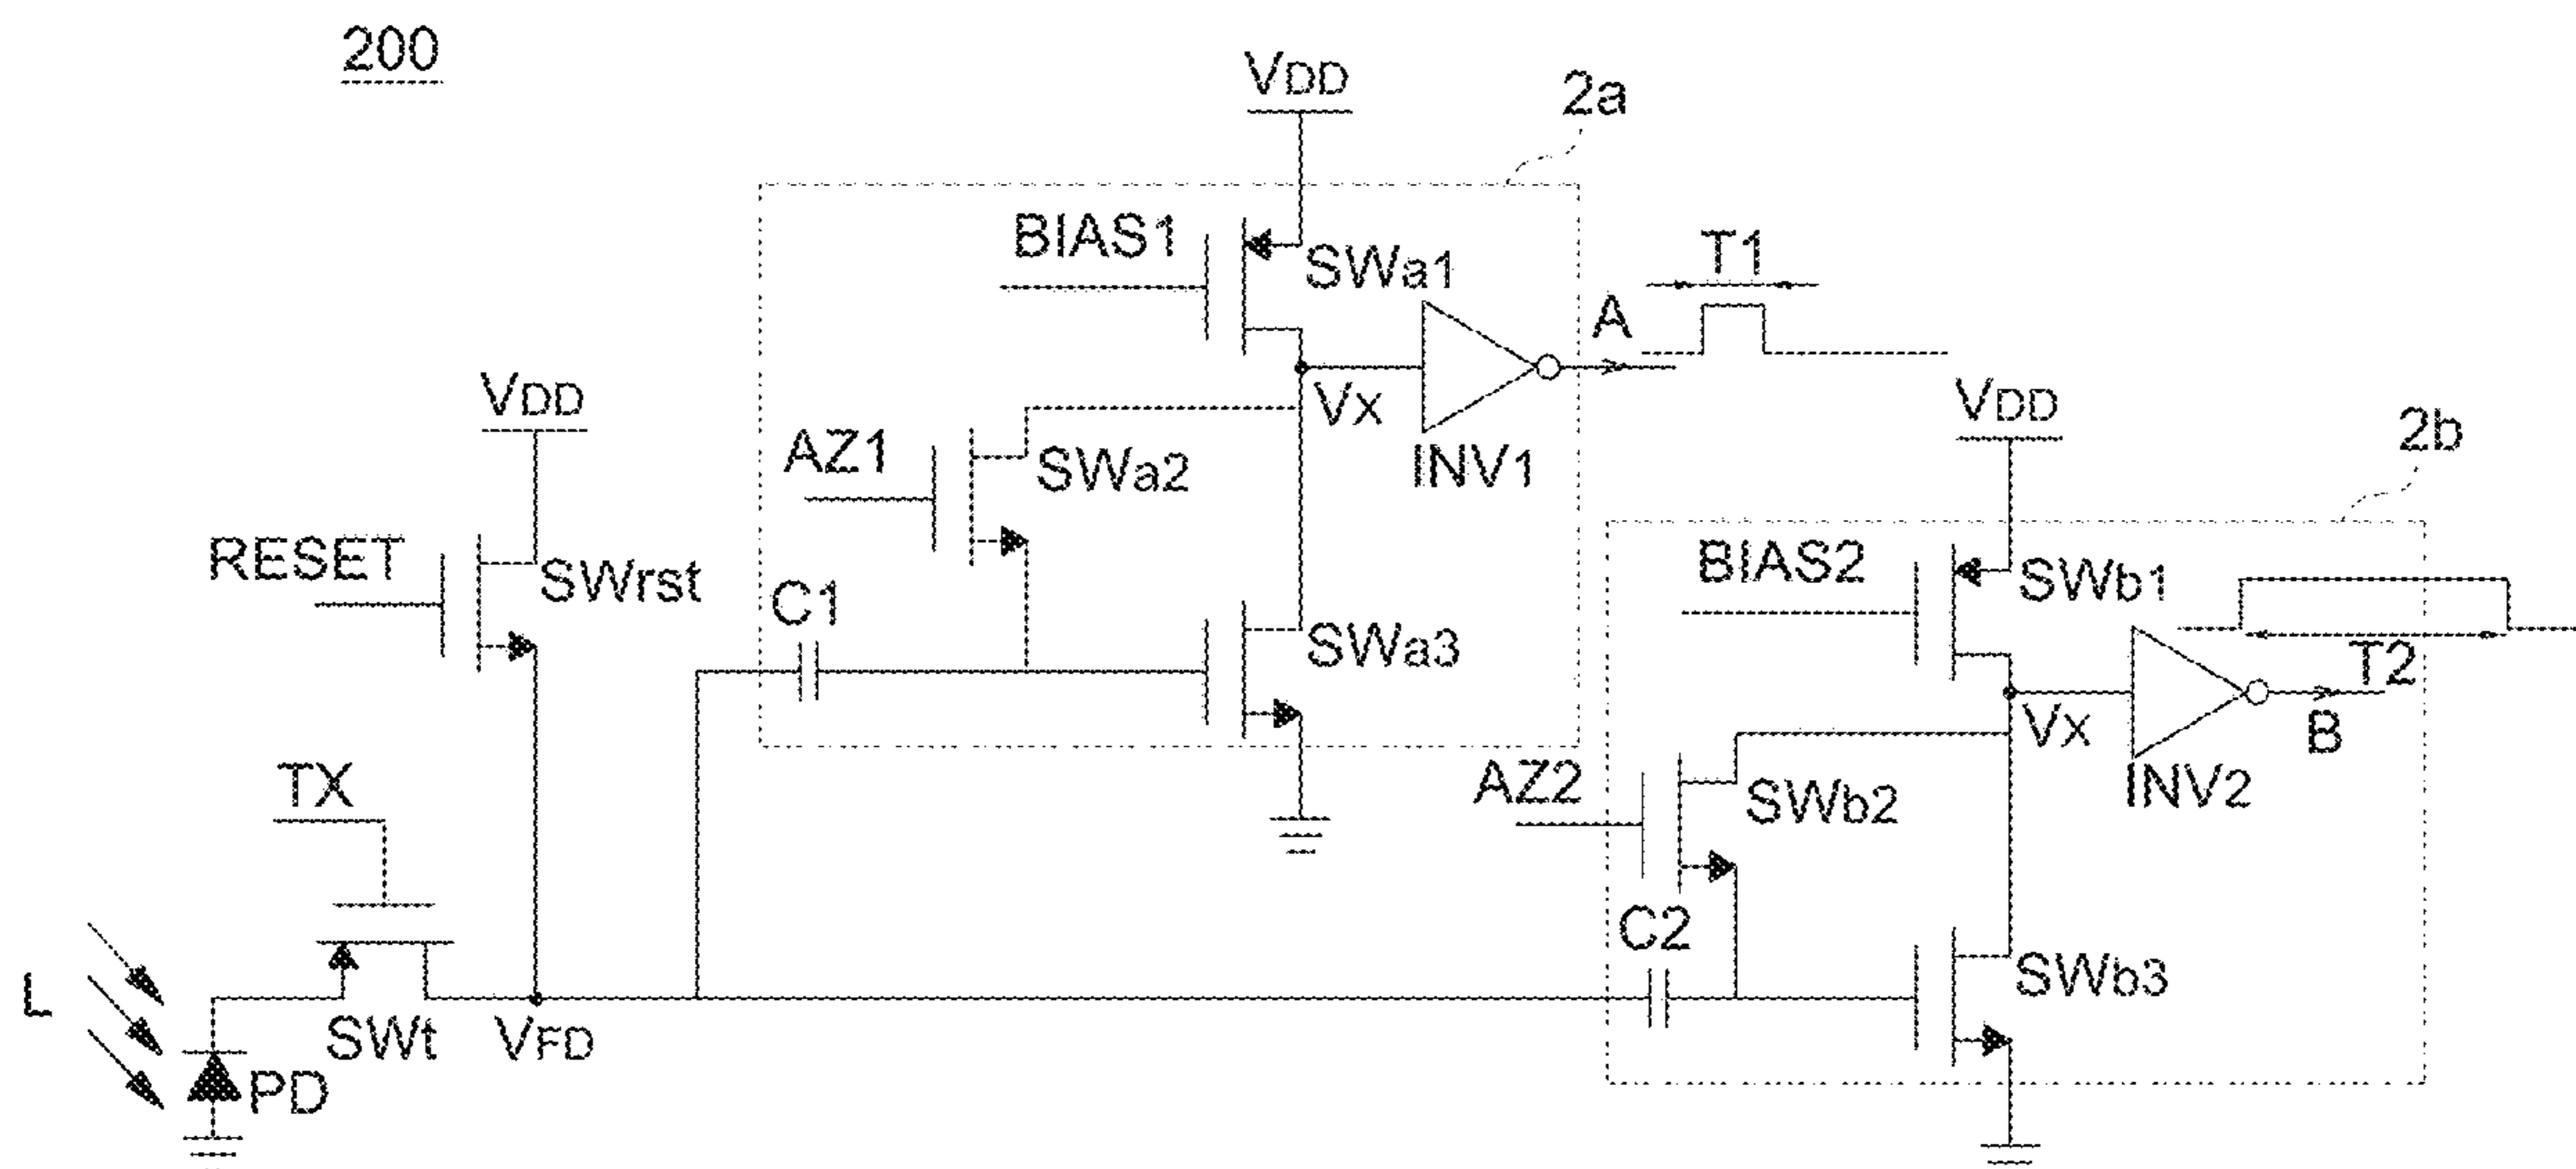 200
VDD
2a
BIAS1
SWa1
T1
A
VDD
Vx
VDD
2b
AZ1
SWa2
INV1
RESET
SWrst
C1
BIAS2
SWb1
SWa3
T2
Vx
B
TX
AZ2
SWb2
INV2
C2
L
SWt
VFD
SWb3
PD